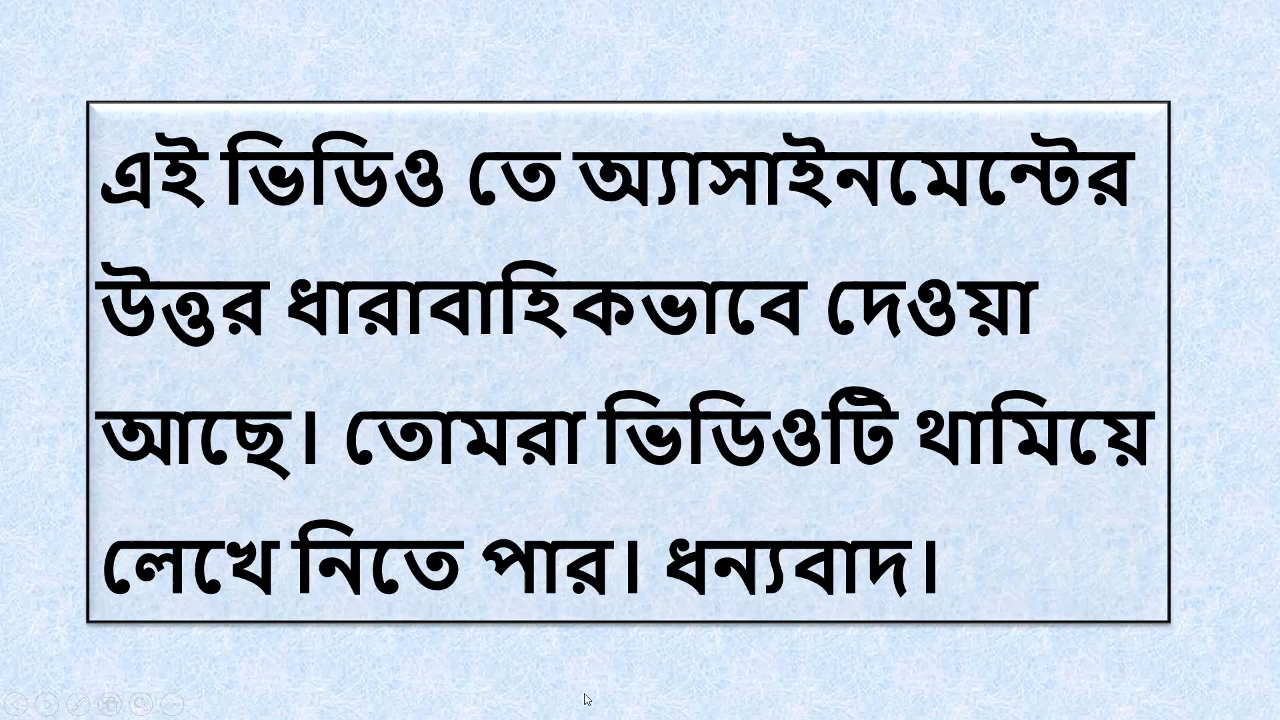 এই ভিডিও তে অ্যাসাইনমেন্টের
উত্তর ধারাবাহিকভাবে দেওয়া
আছে। তোমরা ভিডিওটি থামিয়ে
লেখে নিতে পার। ধন্যবাদ।